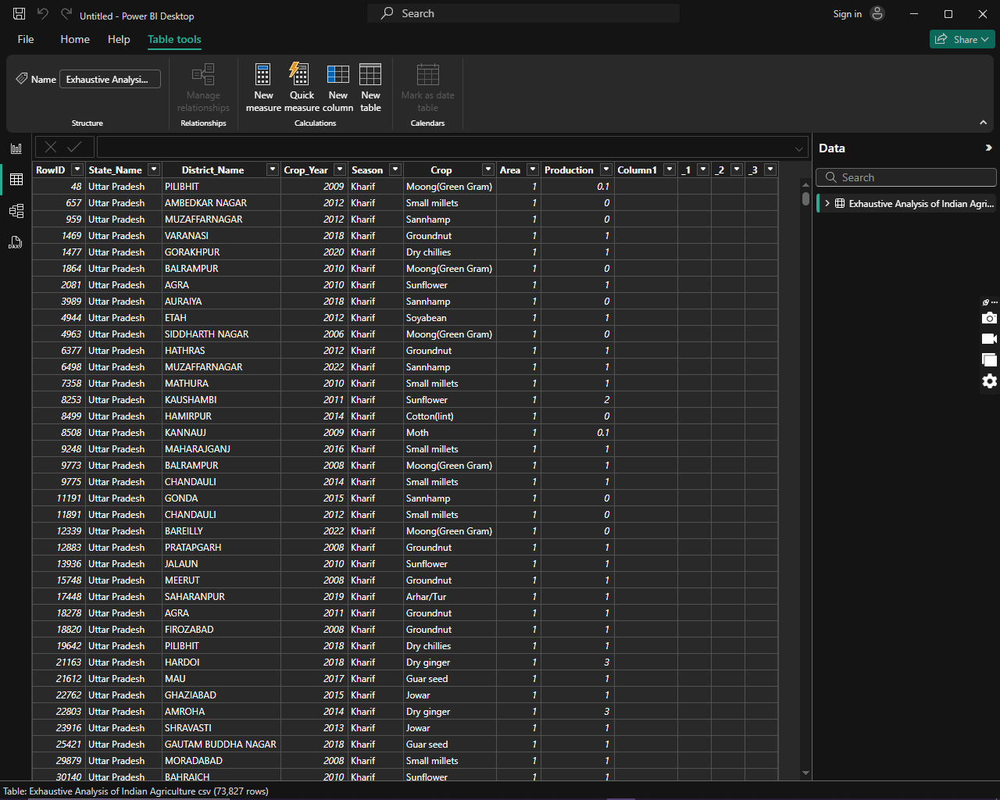 Untitled - Power BI Desktop
Search
Sign in
File Home Help Table tools
Share
Name Exhaustive Analysi...
Manage relationships
New measure
Quick measure
New column
New table
Mark as date table
Structure Relationships Calculations Calendars
Data
Search
Exhaustive Analysis of Indian Agri...
DAX
RowID State_Name District_Name Crop_Year Season Crop Area Production Column1 _1 _2 _3
48 Uttar Pradesh PILIBHIT 2009 Kharif Moong(Green Gram) 1 0.1
657 Uttar Pradesh AMBEDKAR NAGAR 2012 Kharif Small millets 1 0
959 Uttar Pradesh MUZAFFARNAGAR 2012 Kharif Sannhamp 1 0
1469 Uttar Pradesh VARANASI 2018 Kharif Groundnut 1 1
1477 Uttar Pradesh GORAKHPUR 2020 Kharif Dry chillies 1 1
1864 Uttar Pradesh BALRAMPUR 2010 Kharif Moong(Green Gram) 1 0
2081 Uttar Pradesh AGRA 2010 Kharif Sunflower 1 1
3989 Uttar Pradesh AURAIYA 2018 Kharif Sannhamp 1 0
4944 Uttar Pradesh ETAH 2012 Kharif Soyabean 1 1
4963 Uttar Pradesh SIDDHARTH NAGAR 2006 Kharif Moong(Green Gram) 1 0
6377 Uttar Pradesh HATHRAS 2012 Kharif Groundnut 1 1
6498 Uttar Pradesh MUZAFFARNAGAR 2022 Kharif Sannhamp 1 1
7358 Uttar Pradesh MATHURA 2010 Kharif Small millets 1 1
8253 Uttar Pradesh KAUSHAMBI 2011 Kharif Sunflower 1 2
8499 Uttar Pradesh HAMIRPUR 2014 Kharif Cotton(lint) 1 0
8508 Uttar Pradesh KANNAUJ 2009 Kharif Moth 1 0.1
9248 Uttar Pradesh MAHARAJGANJ 2016 Kharif Small millets 1 1
9773 Uttar Pradesh BALRAMPUR 2008 Kharif Moong(Green Gram) 1 1
9775 Uttar Pradesh CHANDAULI 2014 Kharif Small millets 1 1
11191 Uttar Pradesh GONDA 2015 Kharif Sannhamp 1 0
11891 Uttar Pradesh CHANDAULI 2012 Kharif Small millets 1 0
12339 Uttar Pradesh BAREILLY 2022 Kharif Moong(Green Gram) 1 0
12883 Uttar Pradesh PRATAPGARH 2008 Kharif Groundnut 1 1
13936 Uttar Pradesh JALAUN 2010 Kharif Sunflower 1 1
15748 Uttar Pradesh MEERUT 2008 Kharif Groundnut 1 1
17448 Uttar Pradesh SAHARANPUR 2019 Kharif Arhar/Tur 1 1
18278 Uttar Pradesh AGRA 2011 Kharif Groundnut 1 1
18820 Uttar Pradesh FIROZABAD 2008 Kharif Groundnut 1 1
19642 Uttar Pradesh PILIBHIT 2018 Kharif Dry chillies 1 1
21163 Uttar Pradesh HARDOI 2018 Kharif Dry ginger 1 3
21612 Uttar Pradesh MAU 2017 Kharif Guar seed 1 1
22762 Uttar Pradesh GHAZIABAD 2015 Kharif Jowar 1 1
22803 Uttar Pradesh AMROHA 2014 Kharif Dry ginger 1 3
23916 Uttar Pradesh SHRAVASTI 2013 Kharif Jowar 1 1
25421 Uttar Pradesh GAUTAM BUDDHA NAGAR 2018 Kharif Guar seed 1 1
29879 Uttar Pradesh MORADABAD 2008 Kharif Small millets 1 1
30140 Uttar Pradesh BAHRAICH 2010 Kharif Sunflower 1 1
Table: Exhaustive Analysis of Indian Agriculture csv (73,827 rows)